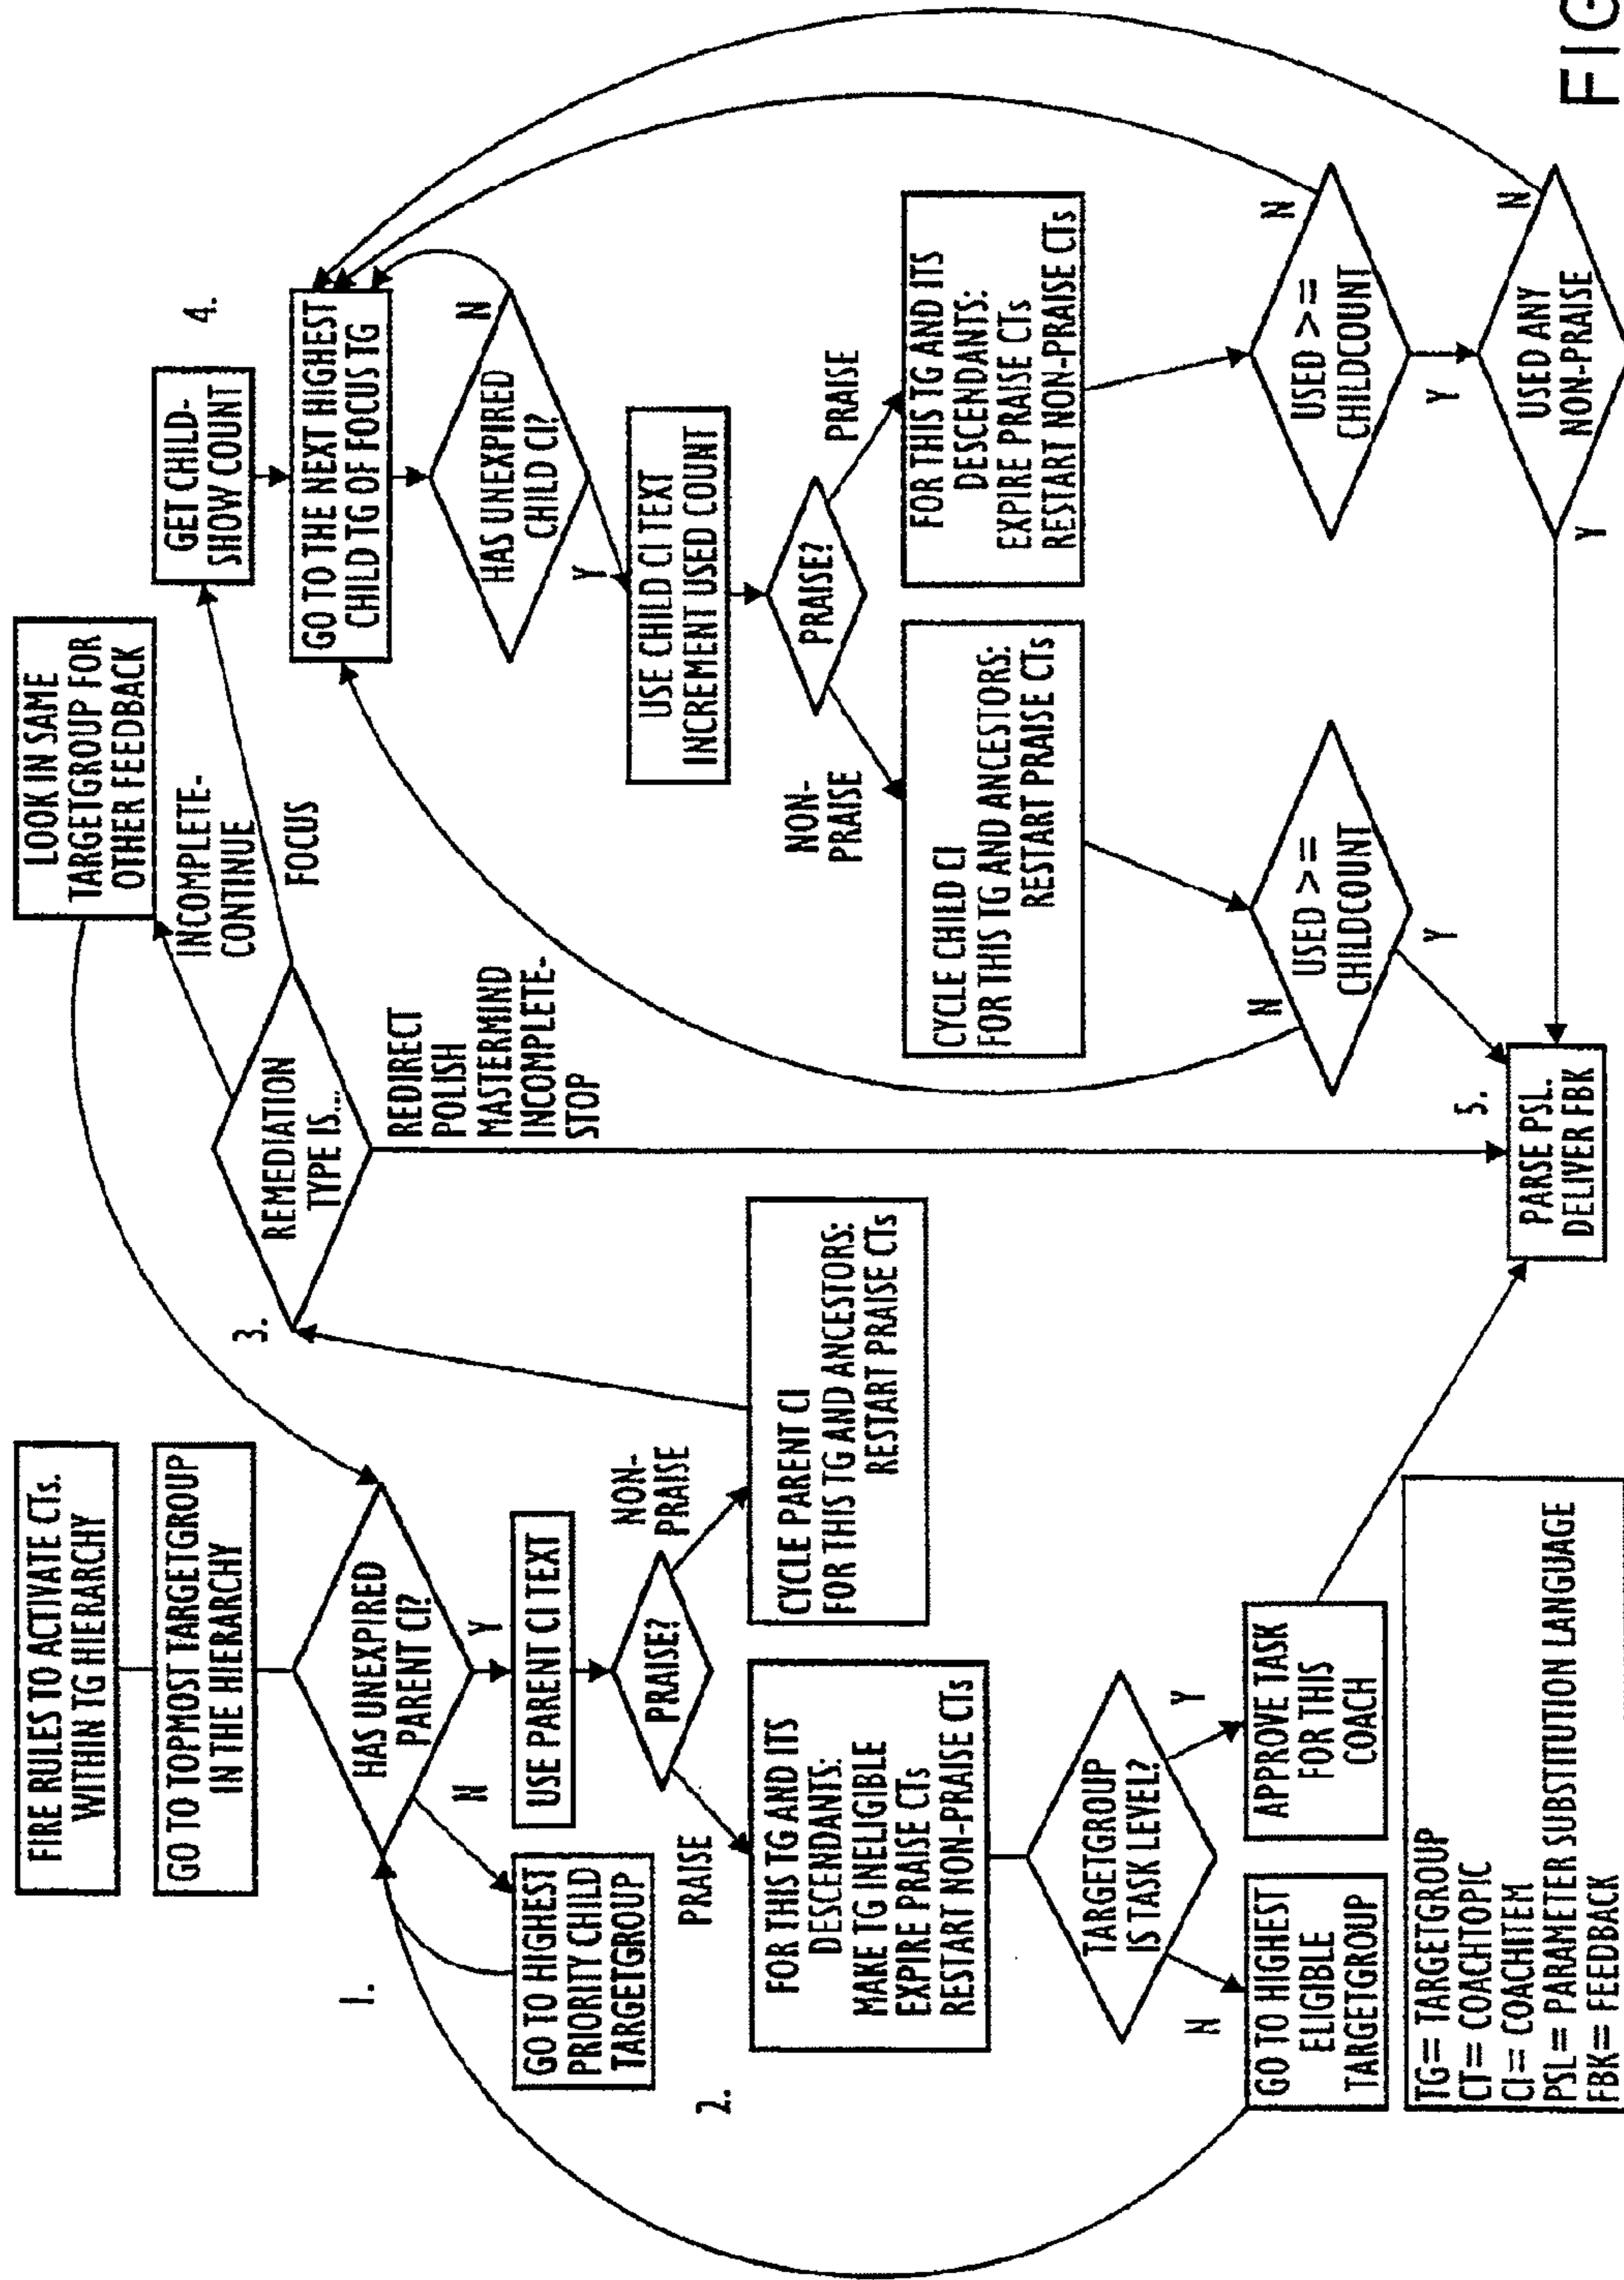 FIRE RULES TO ACTIVATE CTs.
WITHIN TG HIERARCHY
GO TO TOPMOST TARGETGROUP
IN THE HIERARCHY
1.
HAS UNEXPIRED
PARENT CI?
N
Y
GO TO HIGHEST
PRIORITY CHILD
TARGETGROUP
USE PARENT CI TEXT
PRAISE?
PRAISE
NON-
PRAISE
2.
FOR THIS TG AND ITS
DESCENDANTS:
MAKE TG INELIGIBLE
EXPIRE PRAISE CTs
RESTART NON-PRAISE CTs
CYCLE PARENT CI
FOR THIS TG AND ANCESTORS:
RESTART PRAISE CTs
TARGETGROUP
IS TASK LEVEL?
N
Y
GO TO HIGHEST
ELIGIBLE
TARGETGROUP
APPROVE TASK
FOR THIS
COACH
TG= TARGETGROUP
CT= COACHTOPIC
CI= COACHITEM
PSL= PARAMETER SUBSTITUTION LANGUAGE
FBK= FEEDBACK
3.
REMEDIATION
TYPE IS...
LOOK IN SAME
TARGETGROUP FOR
OTHER FEEDBACK
INCOMPLETE-
CONTINUE
FOCUS
REDIRECT
POLISH
MASTERMIND
INCOMPLETE-
STOP
4.
GET CHILD-
SHOW COUNT
GO TO THE NEXT HIGHEST
CHILD TG OF FOCUS TG
HAS UNEXPIRED
CHILD CI?
N
Y
USE CHILD CI TEXT
INCREMENT USED COUNT
PRAISE?
NON-
PRAISE
PRAISE
CYCLE CHILD CI
FOR THIS TG AND ANCESTORS:
RESTART PRAISE CTs
FOR THIS TG AND ITS
DESCENDANTS:
EXPIRE PRAISE CTs
RESTART NON-PRAISE CTs
USED >=
CHILDCOUNT
N
Y
USED >=
CHILDCOUNT
N
Y
USED ANY
NON-PRAISE
N
Y
5.
PARSE PSL.
DELIVER FBK
FIG